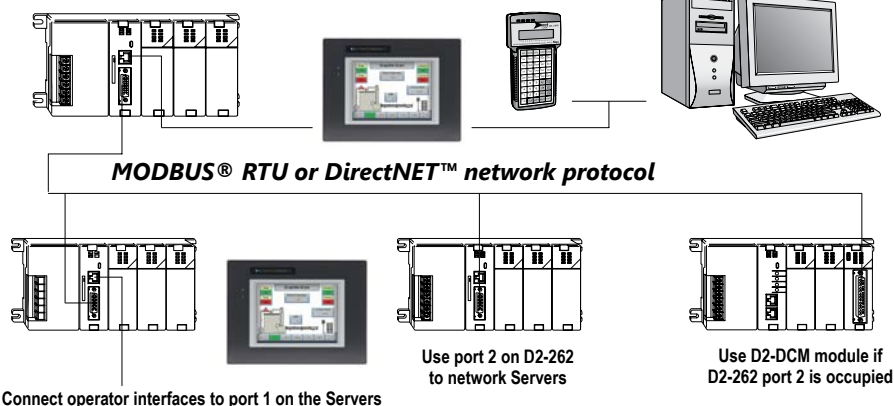 MODBUS® RTU or DirectNET™ network protocol
Use port 2 on D2-262
to network Servers
Use D2-DCM module if
D2-262 port 2 is occupied
Connect operator interfaces to port 1 on the Servers